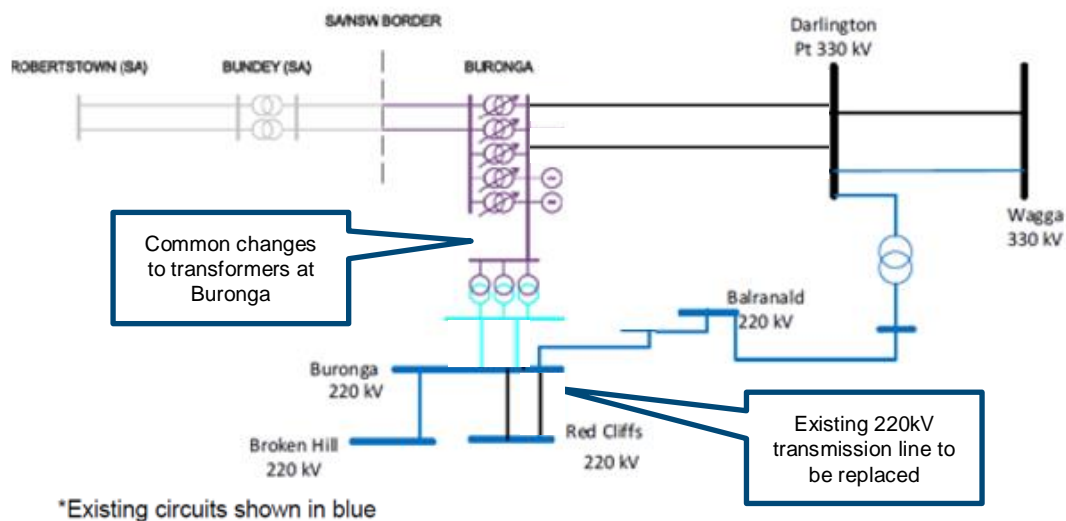 SA/NSW BORDER
Darlington
Pt 330 kV
ROBERTSTOWN (SA)
BUNDEY (SA)
BURONGA
Wagga
330 kV
Common changes
to transformers at
Buronga
Balranald
220 kV
Buronga
220 kV
Red Cliffs
220 kV
Broken Hill
220 kV
Existing 220kV
transmission line to
be replaced
*Existing circuits shown in blue